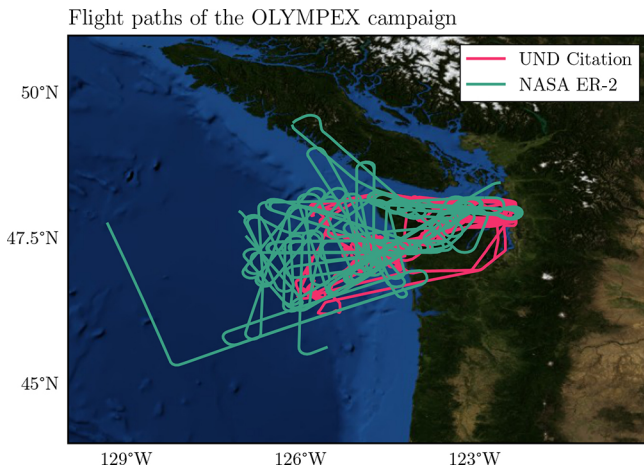 Flight paths of the OLYMPEX campaign
UND Citation
NASA ER-2
50°N
47.5°N
45°N
129°W
126°W
123°W